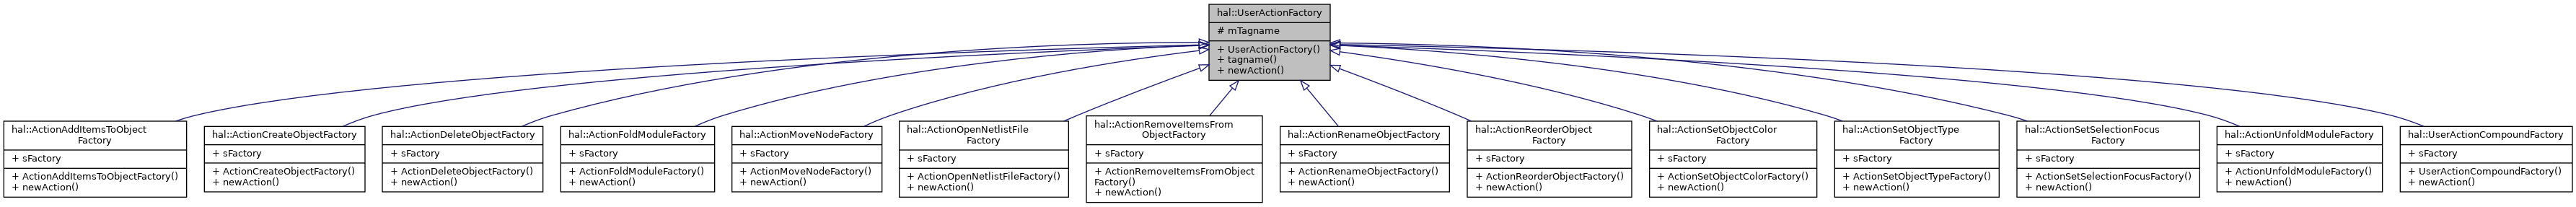 hal::UserActionFactory
# mTagname
+ UserActionFactory()
+ tagname()
+ newAction()
hal::ActionAddItemsToObject
Factory
+ sFactory
+ ActionAddItemsToObjectFactory()
+ newAction()
hal::ActionCreateObjectFactory
+ sFactory
+ ActionCreateObjectFactory()
+ newAction()
hal::ActionDeleteObjectFactory
+ sFactory
+ ActionDeleteObjectFactory()
+ newAction()
hal::ActionFoldModuleFactory
+ sFactory
+ ActionFoldModuleFactory()
+ newAction()
hal::ActionMoveNodeFactory
+ sFactory
+ ActionMoveNodeFactory()
+ newAction()
hal::ActionOpenNetlistFile
Factory
+ sFactory
+ ActionOpenNetlistFileFactory()
+ newAction()
hal::ActionRemoveItemsFrom
ObjectFactory
+ sFactory
+ ActionRemoveItemsFromObject
Factory()
+ newAction()
hal::ActionRenameObjectFactory
+ sFactory
+ ActionRenameObjectFactory()
+ newAction()
hal::ActionReorderObject
Factory
+ sFactory
+ ActionReorderObjectFactory()
+ newAction()
hal::ActionSetObjectColor
Factory
+ sFactory
+ ActionSetObjectColorFactory()
+ newAction()
hal::ActionSetObjectType
Factory
+ sFactory
+ ActionSetObjectTypeFactory()
+ newAction()
hal::ActionSetSelectionFocus
Factory
+ sFactory
+ ActionSetSelectionFocusFactory()
+ newAction()
hal::ActionUnfoldModuleFactory
+ sFactory
+ ActionUnfoldModuleFactory()
+ newAction()
hal::UserActionCompoundFactory
+ sFactory
+ UserActionCompoundFactory()
+ newAction()